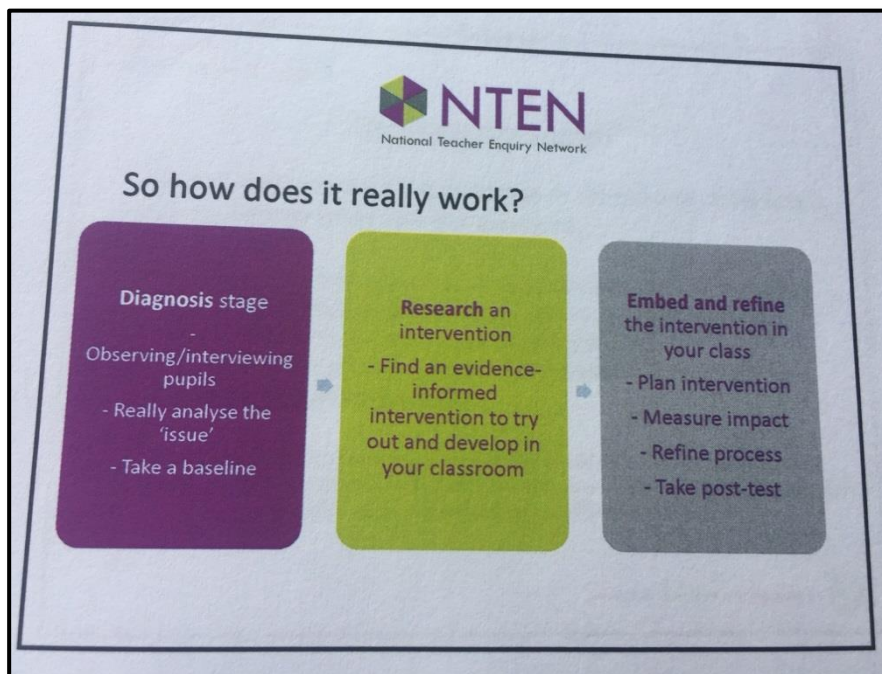 NTEN
National Teacher Enquiry Network
So how does it really work?
Diagnosis stage
-
Observing/interviewing
pupils
- Really analyse the
‘issue’
- Take a baseline
Research an
intervention
- Find an evidence-
informed
intervention to try
out and develop in
your classroom
Embed and refine
the intervention in
your class
- Plan intervention
- Measure impact
- Refine process
- Take post-test